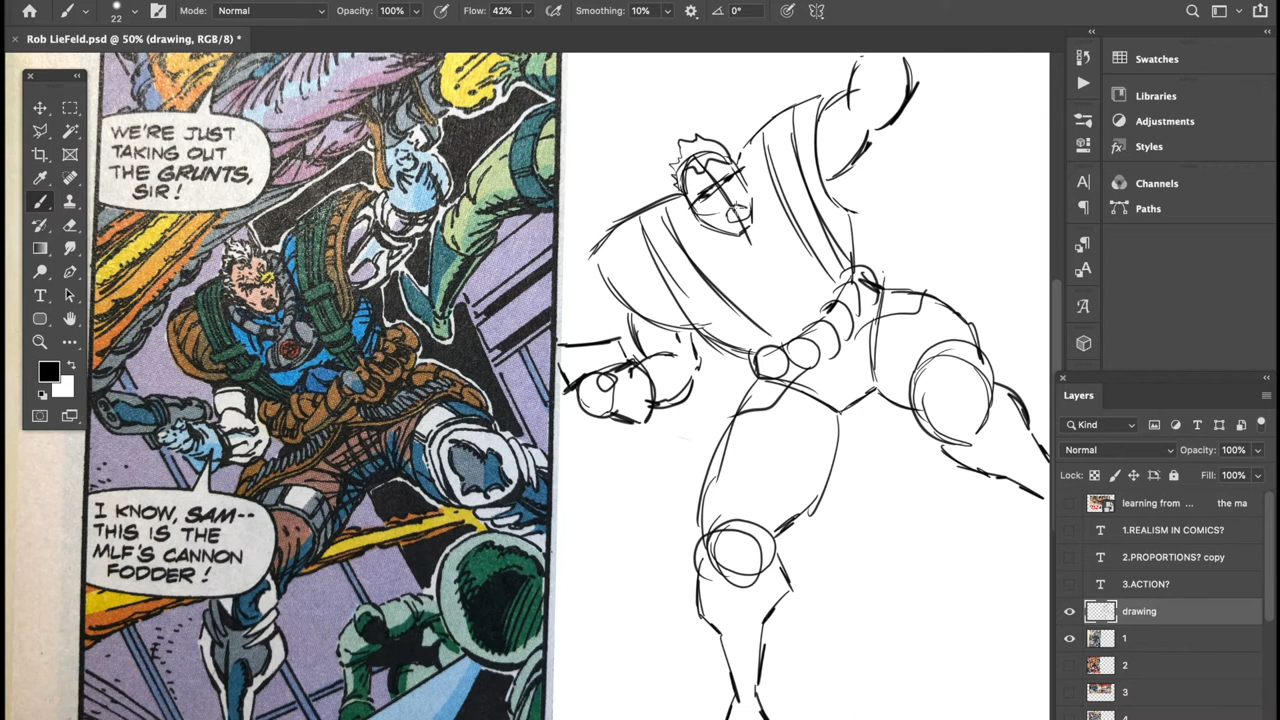 Mode: Normal Opacity: 100% Flow: 42% Smoothing: 10% 0°
22
Rob LieFeld.psd @ 50% (drawing, RGB/8) *
WE'RE JUST
TAKING OUT
THE GRUNTS,
SIR!
I KNOW, SAM--
THIS IS THE
MLF'S CANNON
FODDER!
Swatches
Libraries
Adjustments
Styles
Channels
Paths
Layers
Kind
Normal Opacity: 100%
Lock: Fill: 100%
learning from ... the ma
1.REALISM IN COMICS?
2.PROPORTIONS? copy
3.ACTION?
drawing
1
2
3
4